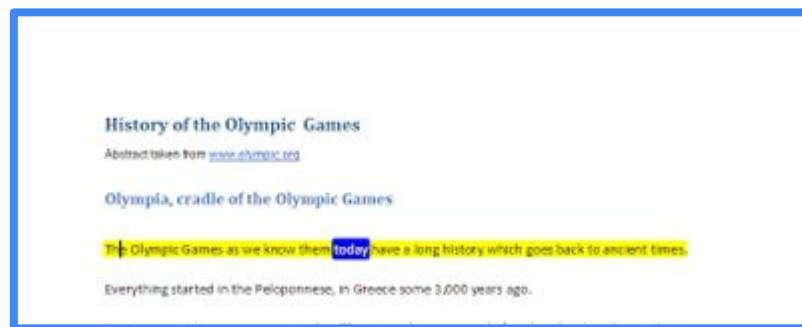 History of the Olympic Games
Abstract taken from www.olympic.org
Olympia, cradle of the Olympic Games
The Olympic Games as we know them today have a long history which goes back to ancient times.
Everything started in the Peloponnese, in Greece some 3,000 years ago.